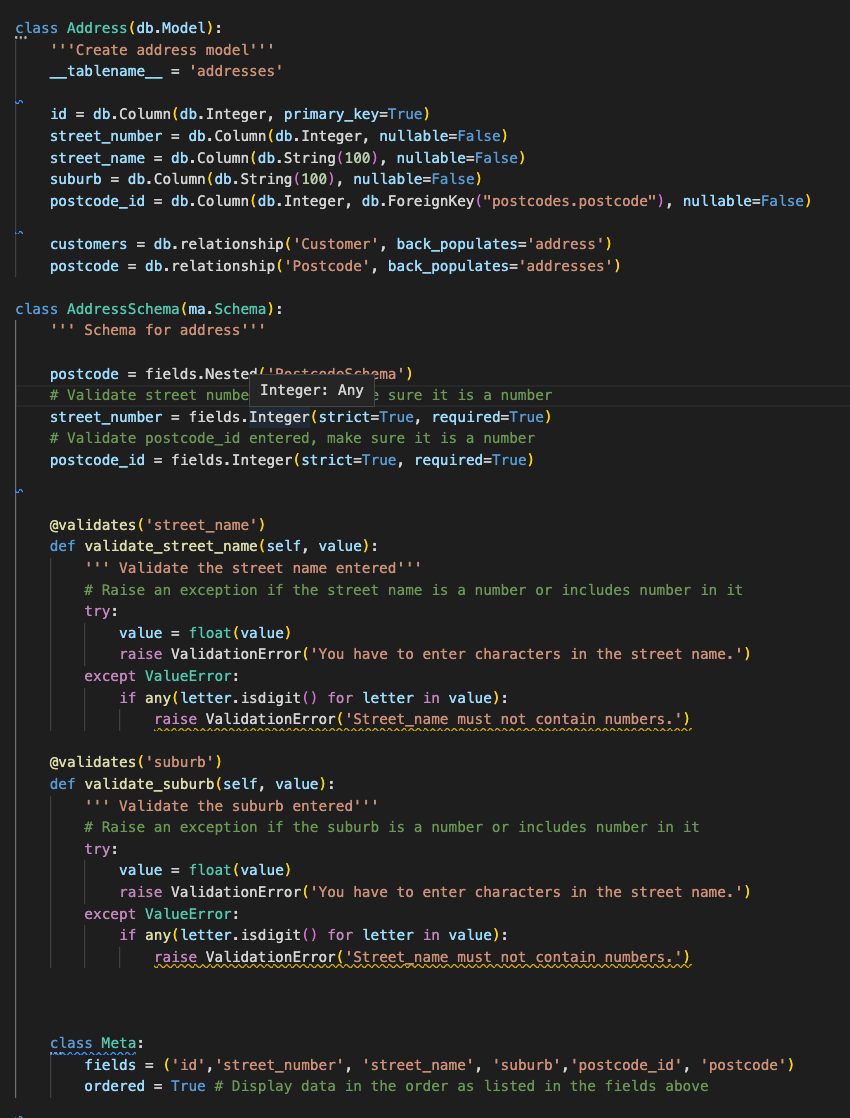 class Address(db.Model):
    '''Create address model'''
    __tablename__ = 'addresses'

    id = db.Column(db.Integer, primary_key=True)
    street_number = db.Column(db.Integer, nullable=False)
    street_name = db.Column(db.String(100), nullable=False)
    suburb = db.Column(db.String(100), nullable=False)
    postcode_id = db.Column(db.Integer, db.ForeignKey("postcodes.postcode"), nullable=False)

    customers = db.relationship('Customer', back_populates='address')
    postcode = db.relationship('Postcode', back_populates='addresses')

class AddressSchema(ma.Schema):
    ''' Schema for address'''

    postcode = fields.Nested('PostcodeSchema')
Integer: Any
    # Validate street numbe sure it is a number
    street_number = fields.Integer(strict=True, required=True)
    # Validate postcode_id entered, make sure it is a number
    postcode_id = fields.Integer(strict=True, required=True)


    @validates('street_name')
    def validate_street_name(self, value):
        ''' Validate the street name entered'''
        # Raise an exception if the street name is a number or includes number in it
        try:
            value = float(value)
            raise ValidationError('You have to enter characters in the street name.')
        except ValueError:
            if any(letter.isdigit() for letter in value):
                raise ValidationError('Street_name must not contain numbers.')

    @validates('suburb')
    def validate_suburb(self, value):
        ''' Validate the suburb entered'''
        # Raise an exception if the suburb is a number or includes number in it
        try:
            value = float(value)
            raise ValidationError('You have to enter characters in the street name.')
        except ValueError:
            if any(letter.isdigit() for letter in value):
                raise ValidationError('Street_name must not contain numbers.')



    class Meta:
        fields = ('id','street_number', 'street_name', 'suburb','postcode_id', 'postcode')
        ordered = True # Display data in the order as listed in the fields above